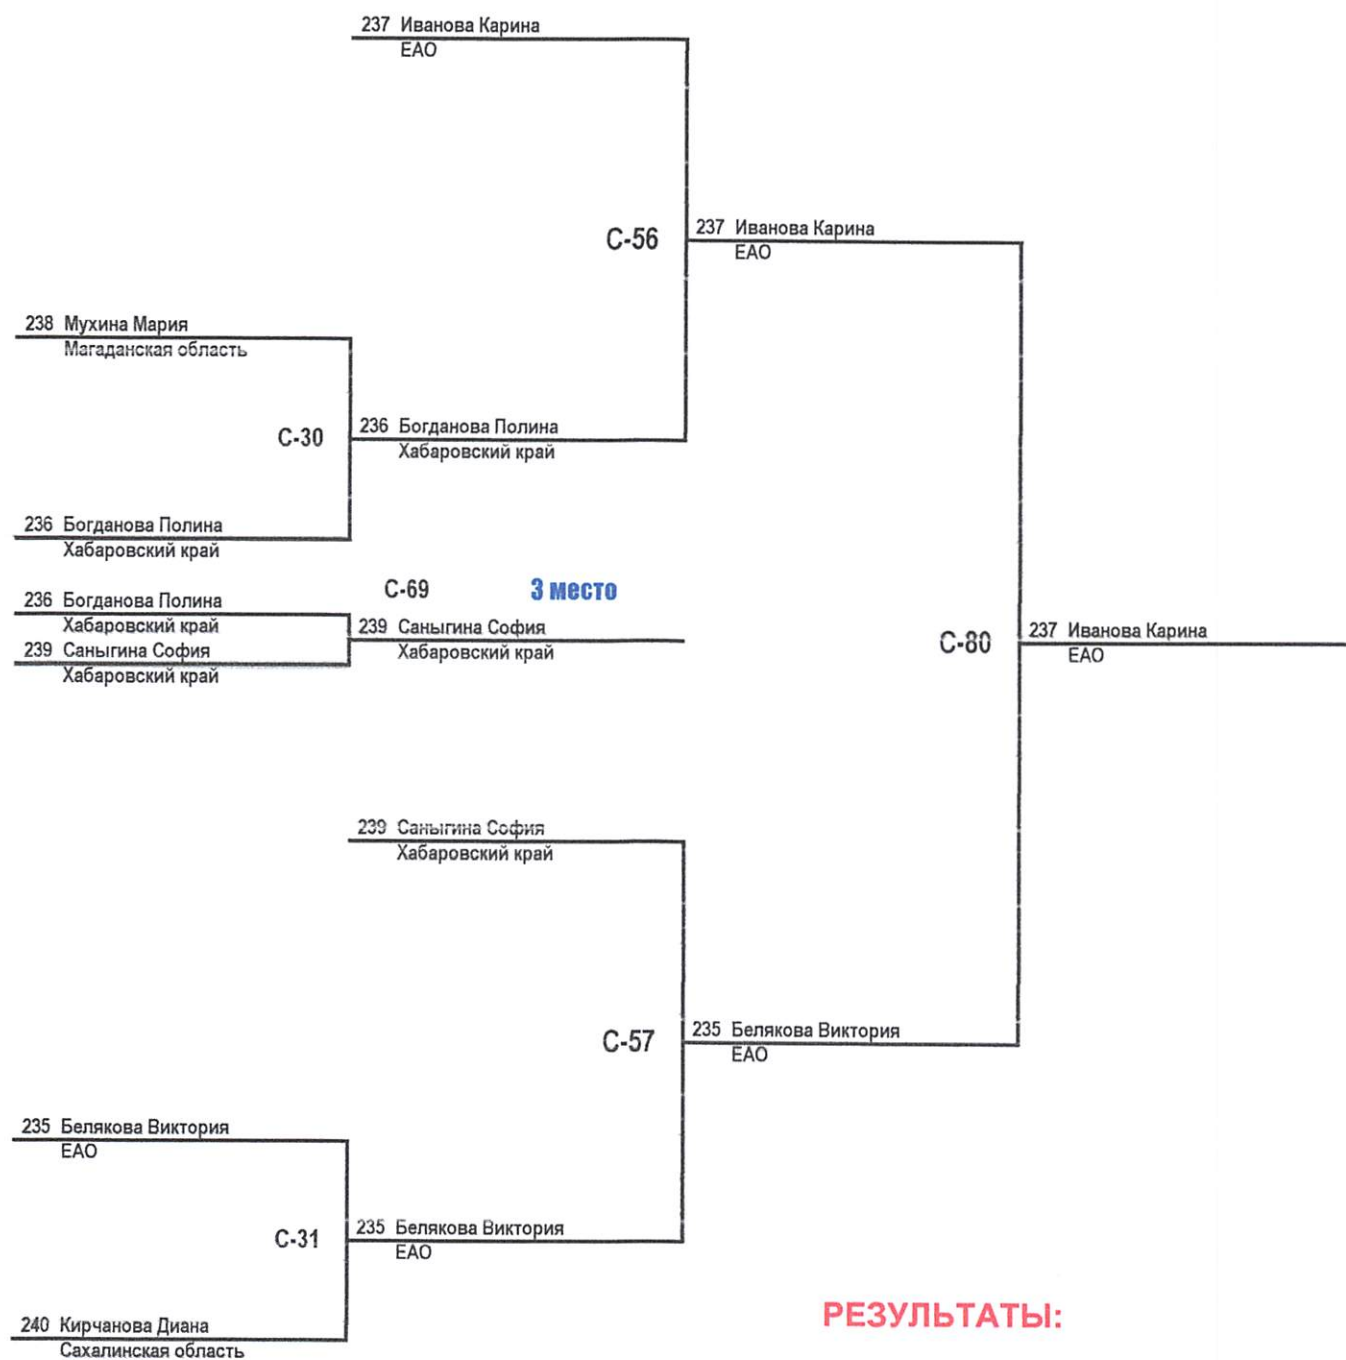 237 Иванова Карина
ЕАО
С-56
237 Иванова Карина
ЕАО
238 Мухина Мария
Магаданская область
С-30
236 Богданова Полина
Хабаровский край
236 Богданова Полина
Хабаровский край
С-69 3 место
236 Богданова Полина
Хабаровский край
239 Саныгина София
Хабаровский край
239 Саныгина София
Хабаровский край
С-80
237 Иванова Карина
ЕАО
239 Саныгина София
Хабаровский край
С-57
235 Белякова Виктория
ЕАО
235 Белякова Виктория
ЕАО
С-31
235 Белякова Виктория
ЕАО
240 Кирчанова Диана
Сахалинская область
РЕЗУЛЬТАТЫ: